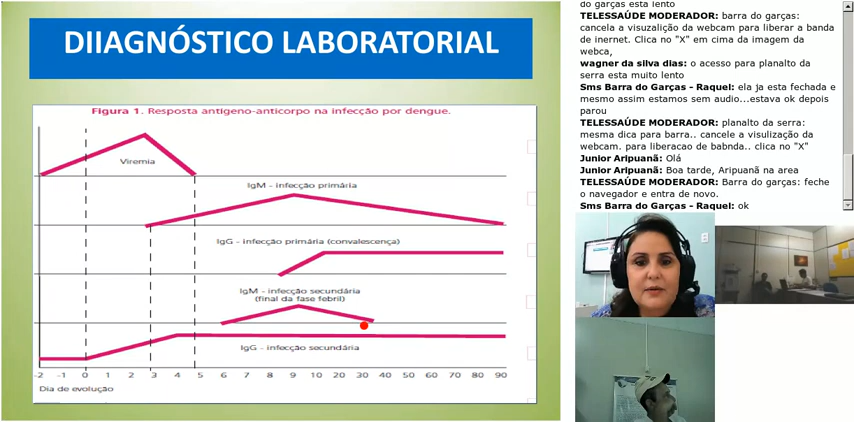 DIIAGNÓSTICO LABORATORIAL
Figura 1. Resposta antígeno-anticorpo na infecção por dengue.
Viremia
IgM - infecção primária
IgG - infecção primária (convalescença)
IgM - infecção secundária
(final da fase febril)
IgG - infecção secundária
-2 -1 0 1 2 3 4 5 6 7 8 9 10 20 30 40 50 60 70 80 90
Dia de evolução
do garças esta lento
TELESSAÚDE MODERADOR: barra do garças:
cancela a visuzalição da webcam para liberar a banda
de inernet. Clica no "X" em cima da imagem da
webca,
wagner da silva dias: o acesso para planalto da
serra esta muito lento
Sms Barra do Garças - Raquel: ela ja esta fechada e
mesmo assim estamos sem audio...estava ok depois
parou
TELESSAÚDE MODERADOR: planalto da serra:
mesma dica para barra.. cancele a visulização da
webcam. para liberacao de babnda.. clica no "X"
Junior Aripuanã: Olá
Junior Aripuanã: Boa tarde, Aripuanã na area
TELESSAÚDE MODERADOR: Barra do garças: feche
o navegador e entra de novo.
Sms Barra do Garças - Raquel: ok